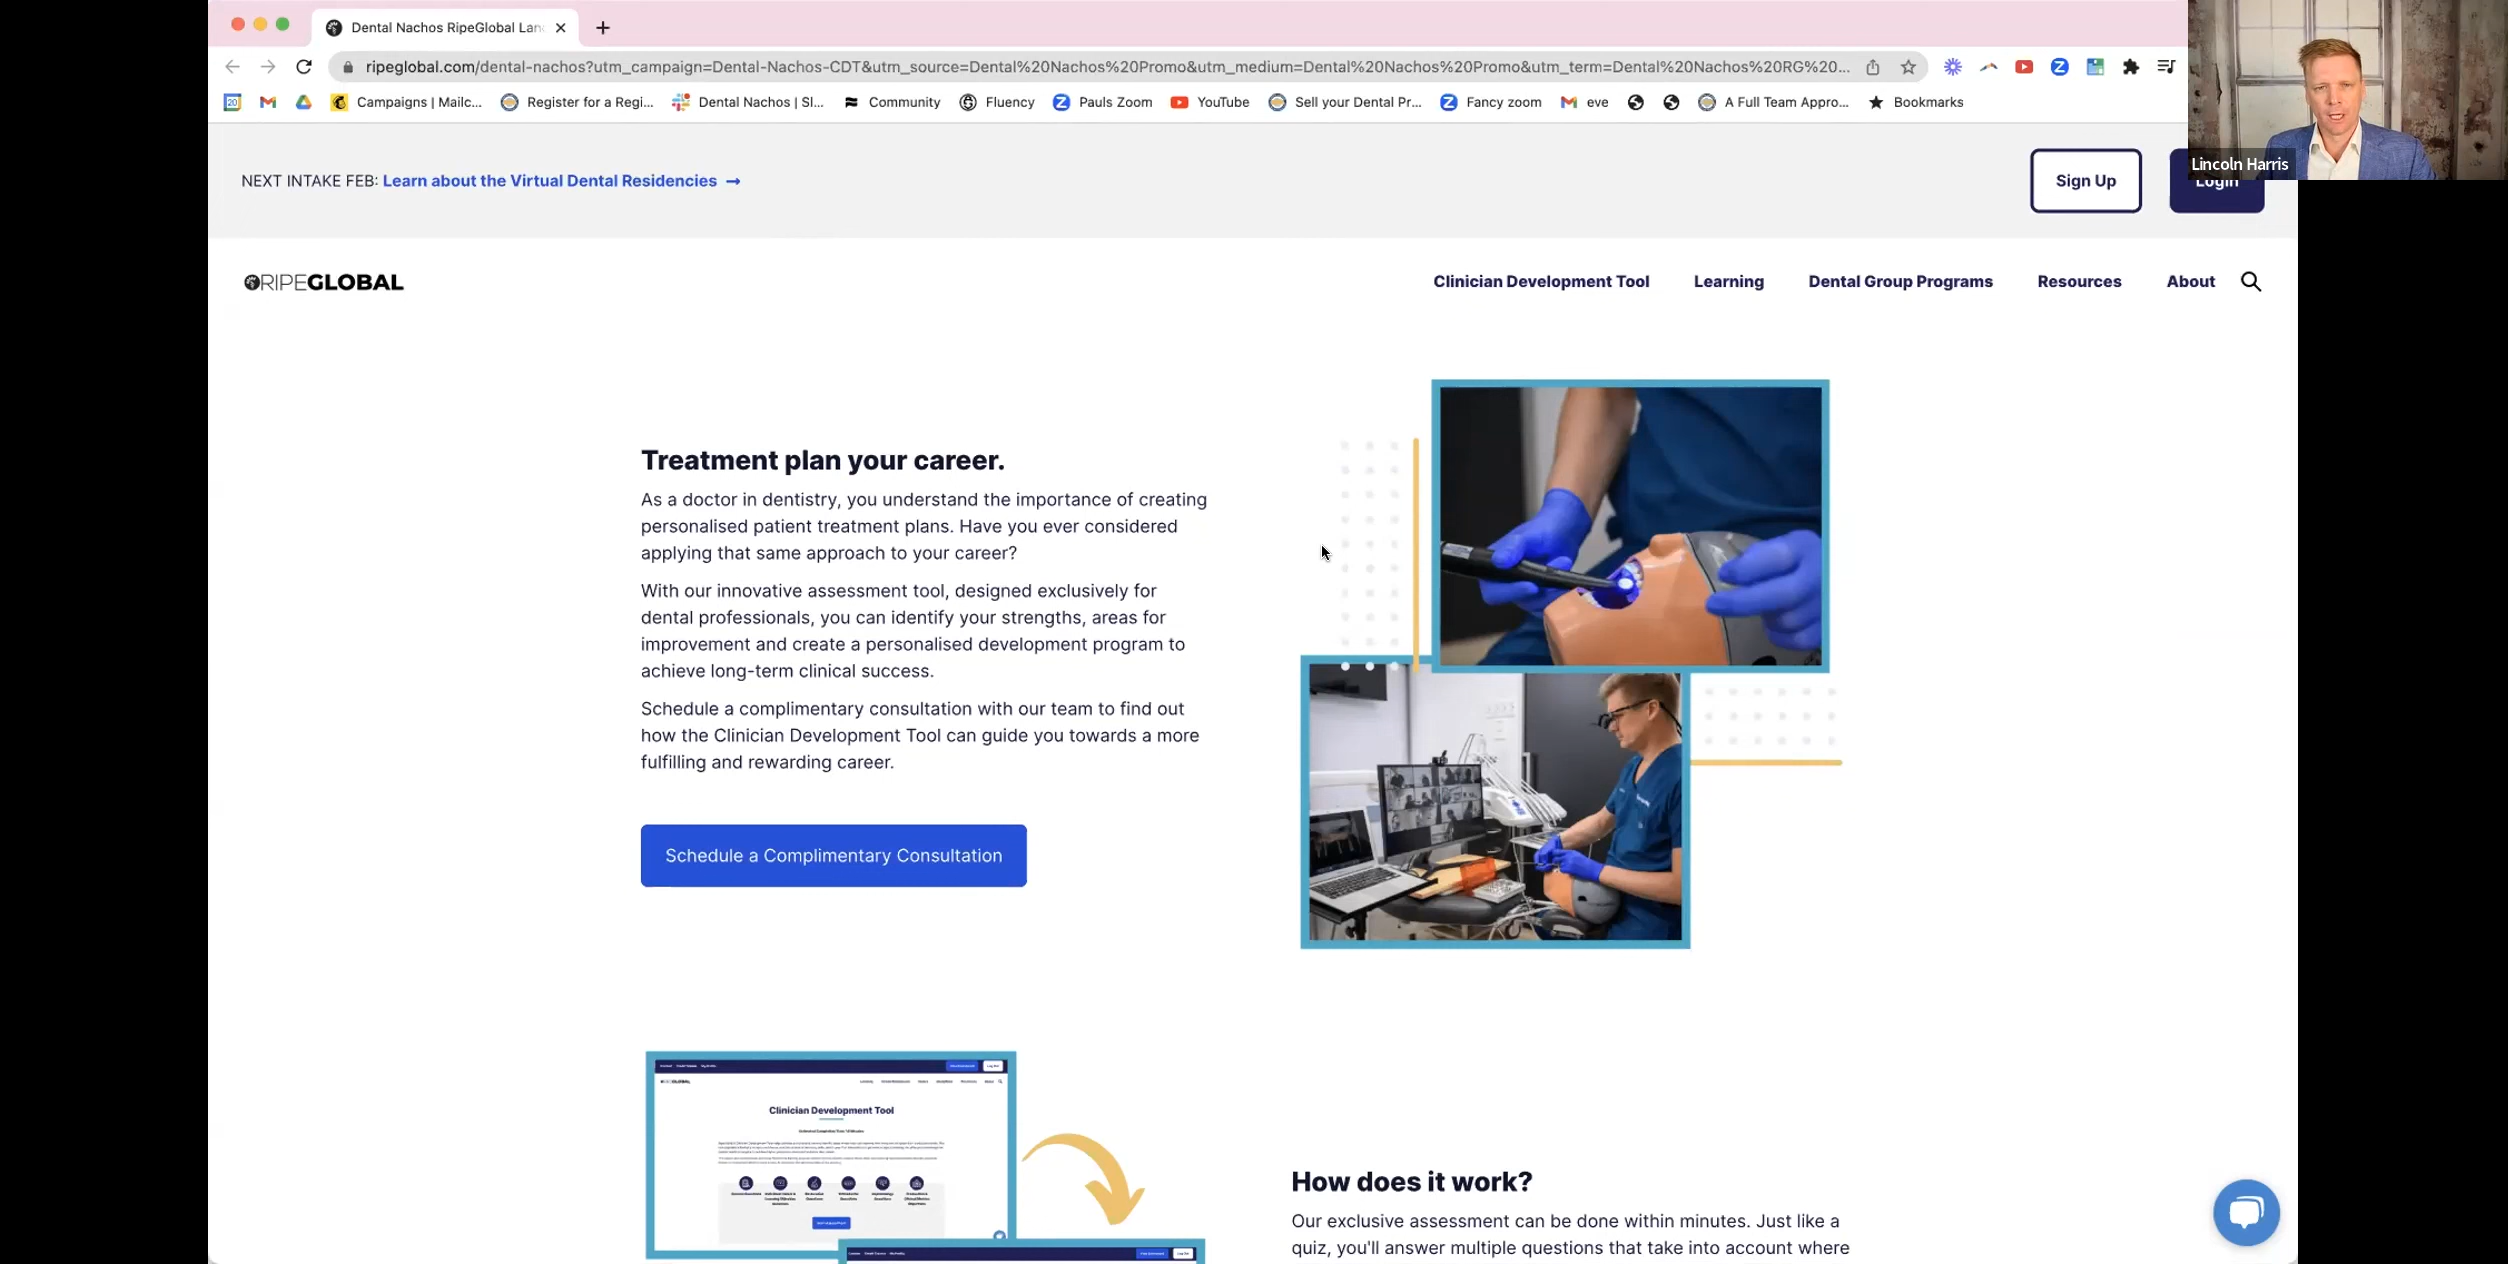 Dental Nachos RipeGlobal Lan
ripeglobal.com/dental-nachos?utm_campaign=Dental-Nachos-CDT&utm_source=Dental%20Nachos%20Promo&utm_medium=Dental%20Nachos%20Promo&utm_term=Dental%20Nachos%20RG%20...
Campaigns | Mailc... Register for a Regi... Dental Nachos | Sl... Community Fluency Pauls Zoom YouTube Sell your Dental Pr... Fancy zoom eve A Full Team Appro... Bookmarks
Lincoln Harris
NEXT INTAKE FEB: Learn about the Virtual Dental Residencies →
Sign Up
Login
RIPEGLOBAL
Clinician Development Tool Learning Dental Group Programs Resources About
Treatment plan your career.
As a doctor in dentistry, you understand the importance of creating
personalised patient treatment plans. Have you ever considered
applying that same approach to your career?
With our innovative assessment tool, designed exclusively for
dental professionals, you can identify your strengths, areas for
improvement and create a personalised development program to
achieve long-term clinical success.
Schedule a complimentary consultation with our team to find out
how the Clinician Development Tool can guide you towards a more
fulfilling and rewarding career.
Schedule a Complimentary Consultation
Clinician Development Tool
How does it work?
Our exclusive assessment can be done within minutes. Just like a
quiz, you'll answer multiple questions that take into account where